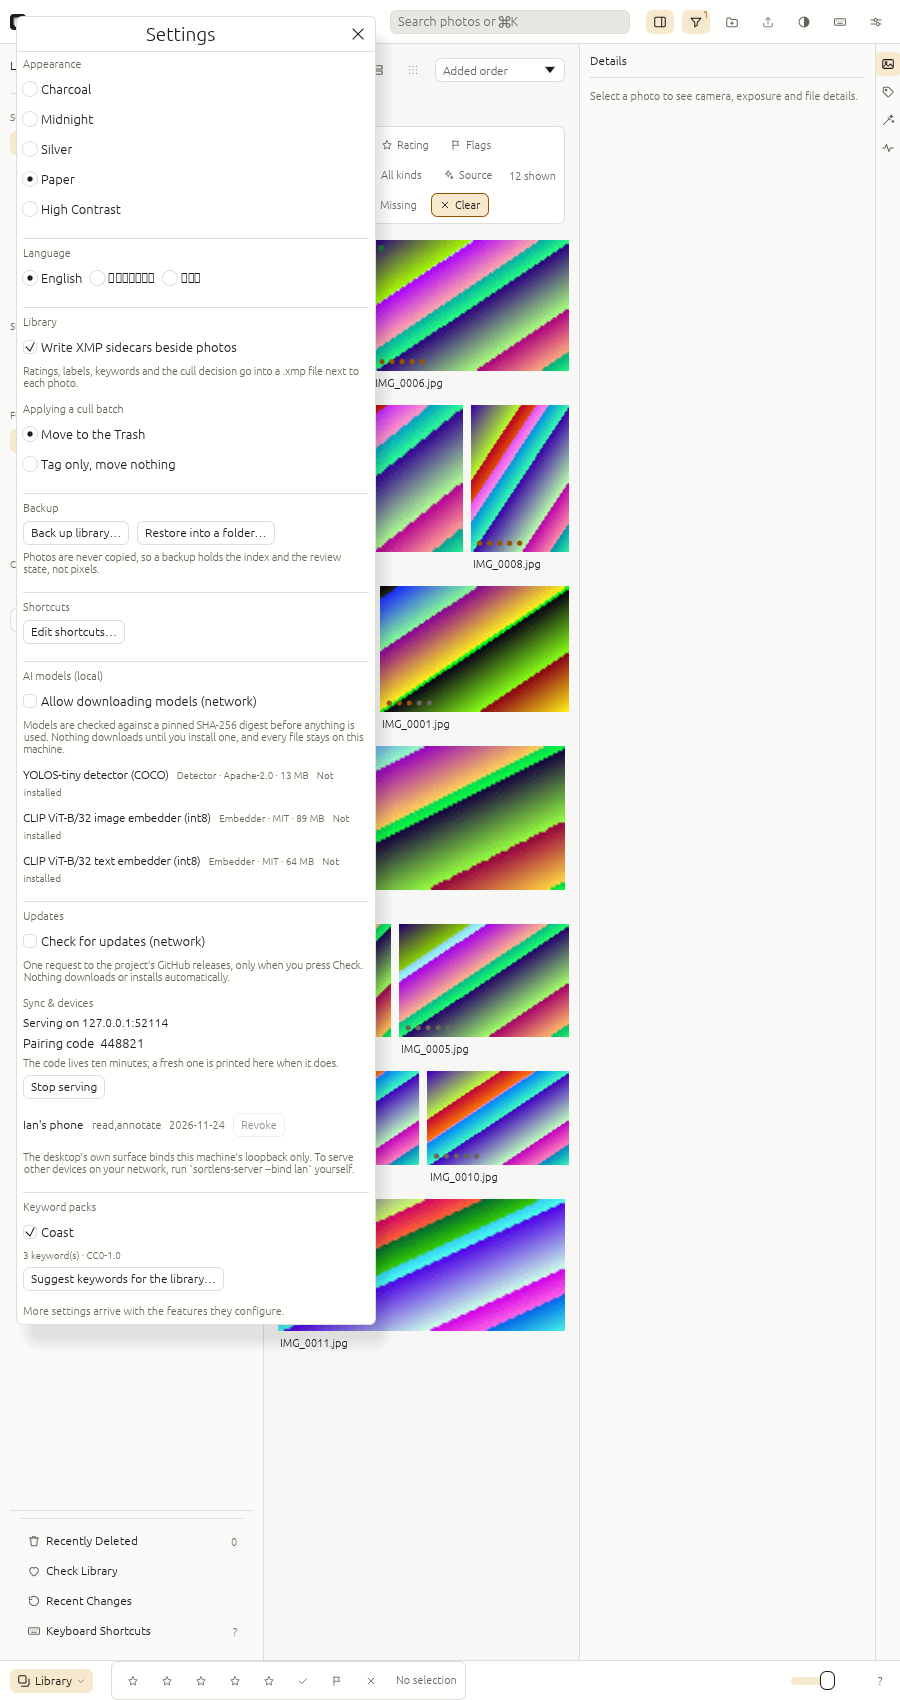 Search photos or ⌘K
1
Settings
Appearance
Charcoal
Midnight
Silver
Paper
High Contrast
Language
English
Library
Write XMP sidecars beside photos
Ratings, labels, keywords and the cull decision go into a .xmp file next to
each photo.
Applying a cull batch
Move to the Trash
Tag only, move nothing
Backup
Back up library…
Restore into a folder…
Photos are never copied, so a backup holds the index and the review
state, not pixels.
Shortcuts
Edit shortcuts…
AI models (local)
Allow downloading models (network)
Models are checked against a pinned SHA-256 digest before anything is
used. Nothing downloads until you install one, and every file stays on this
machine.
YOLOS-tiny detector (COCO) Detector · Apache-2.0 · 13 MB Not
installed
CLIP ViT-B/32 image embedder (int8) Embedder · MIT · 89 MB Not
installed
CLIP ViT-B/32 text embedder (int8) Embedder · MIT · 64 MB Not
installed
Updates
Check for updates (network)
One request to the project's GitHub releases, only when you press Check.
Nothing downloads or installs automatically.
Sync & devices
Serving on 127.0.0.1:52114
Pairing code 448821
The code lives ten minutes; a fresh one is printed here when it does.
Stop serving
Ian's phone read,annotate 2026-11-24 Revoke
The desktop's own surface binds this machine's loopback only. To serve
other devices on your network, run `sortlens-server --bind lan` yourself.
Keyword packs
Coast
3 keyword(s) · CC0-1.0
Suggest keywords for the library…
More settings arrive with the features they configure.
Added order
Rating
Flags
All kinds
Source
12 shown
Missing
Clear
IMG_0006.jpg
IMG_0008.jpg
IMG_0001.jpg
IMG_0005.jpg
IMG_0010.jpg
IMG_0011.jpg
Details
Select a photo to see camera, exposure and file details.
Recently Deleted 0
Check Library
Recent Changes
Keyboard Shortcuts ?
Library
No selection
?